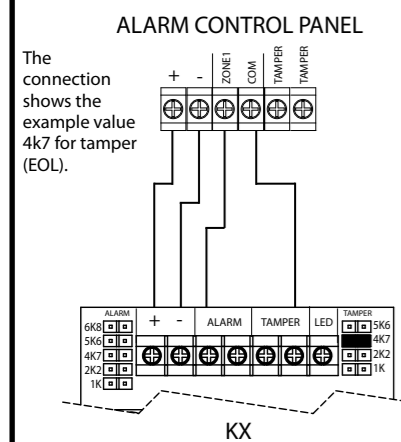 ALARM CONTROL PANEL
The
connection
shows the
example value
4k7 for tamper
(EOL).
+ - ZONE1 COM TAMPER TAMPER
ALARM
6K8
5K6
4K7
2K2
1K
+ - ALARM TAMPER LED
TAMPER
5K6
4K7
2K2
1K
KX